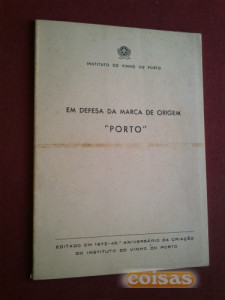 INSTITUTO DO VINHO DO PORTO
EM DEFESA DA MARCA DE ORIGEM
"PORTO"
EDITADO EM 1973-40.º ANIVERSÁRIO DA CRIAÇÃO
DO INSTITUTO DO VINHO DO PORTO
coisas